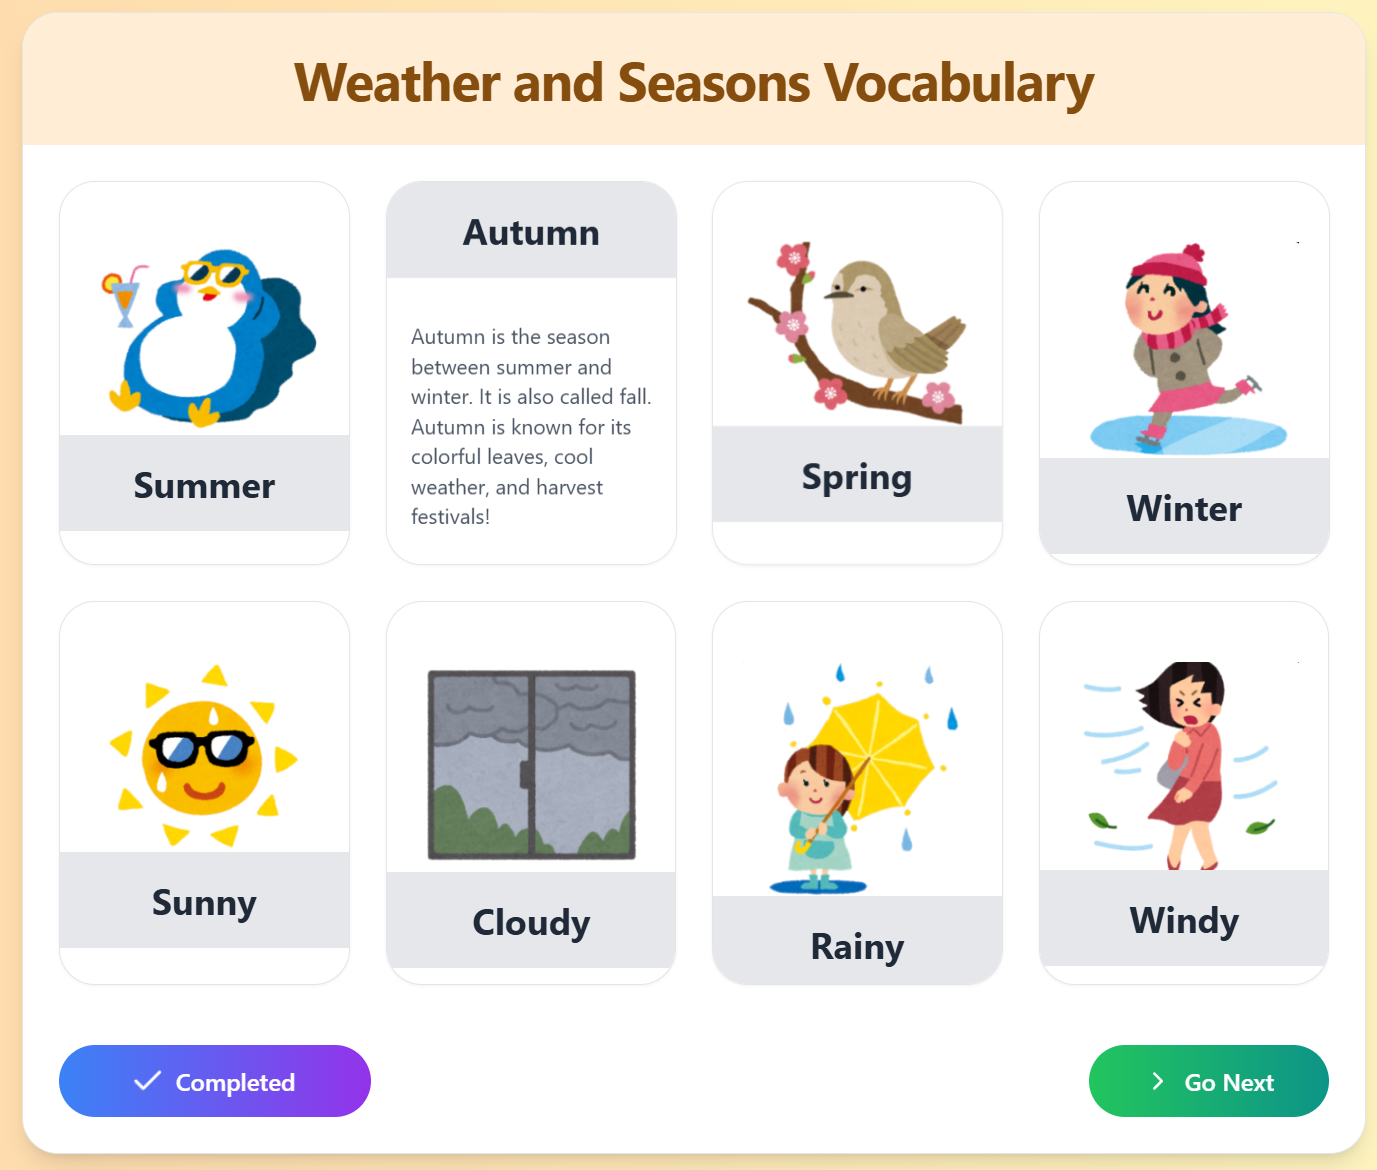 Weather and Seasons Vocabulary
Summer
Autumn
Autumn is the season
between summer and
winter. It is also called fall.
Autumn is known for its
colorful leaves, cool
weather, and harvest
festivals!
Spring
Winter
Sunny
Cloudy
Rainy
Windy
Completed
Go Next